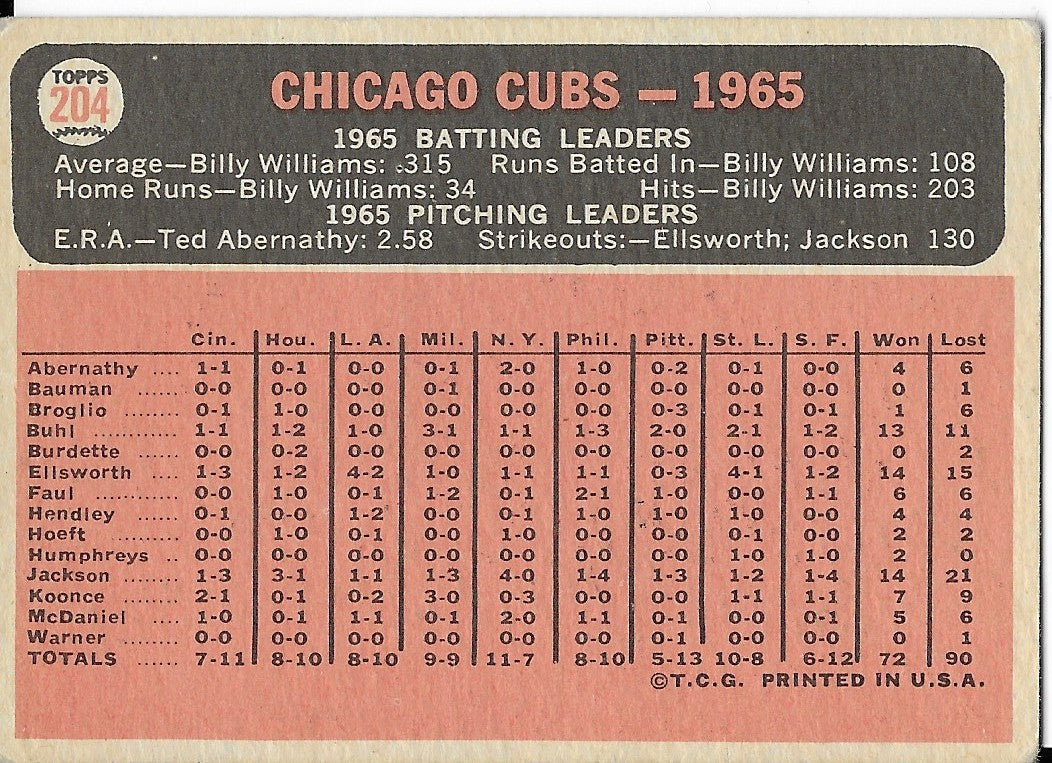 TOPPS
204
CHICAGO CUBS — 1965
1965 BATTING LEADERS
Average—Billy Williams: .315 Runs Batted In—Billy Williams: 108
Home Runs—Billy Williams: 34 Hits—Billy Williams: 203
1965 PITCHING LEADERS
E.R.A.—Ted Abernathy: 2.58 Strikeouts:—Ellsworth; Jackson 130
Cin. Hou. L. A. Mil. N. Y. Phil. Pitt. St. L. S. F. Won Lost
Abernathy .... 1-1 0-1 0-0 0-1 2-0 1-0 0-2 0-1 0-0 4 6
Bauman ...... 0-0 0-0 0-0 0-1 0-0 0-0 0-0 0-0 0-0 0 1
Broglio ........ 0-1 1-0 0-0 0-0 0-0 0-0 0-3 0-1 0-1 1 6
Buhl ............ 1-1 1-2 1-0 3-1 1-1 1-3 2-0 2-1 1-2 13 11
Burdette ...... 0-0 0-2 0-0 0-0 0-0 0-0 0-0 0-0 0-0 0 2
Ellsworth .... 1-3 1-2 4-2 1-0 1-1 1-1 0-3 4-1 1-2 14 15
Faul ............ 0-0 1-0 0-1 1-2 0-1 2-1 1-0 0-0 1-1 6 6
Hendley ...... 0-1 0-0 1-2 0-0 0-1 1-0 1-0 1-0 0-0 4 4
Hoeft .......... 0-0 1-0 0-1 0-0 1-0 0-0 0-0 0-1 0-0 2 2
Humphreys .. 0-0 0-0 0-0 0-0 0-0 0-0 0-0 1-0 1-0 2 0
Jackson ........ 1-3 3-1 1-1 1-3 4-0 1-4 1-3 1-2 1-4 14 21
Koonce ........ 2-1 0-1 0-2 3-0 0-3 0-0 0-0 1-1 1-1 7 9
McDaniel .... 1-0 0-1 1-1 0-1 2-0 1-1 0-1 0-0 0-1 5 6
Warner ........ 0-0 0-0 0-0 0-0 0-0 0-0 0-1 0-0 0-0 0 1
TOTALS ...... 7-11 8-10 8-10 9-9 11-7 8-10 5-13 10-8 6-12 72 90
©T.C.G. PRINTED IN U.S.A.